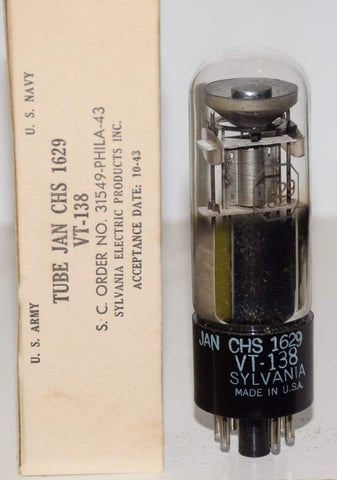 U. S. ARMY U. S. NAVY
TUBE JAN CHS 1629
VT-138
S. C. ORDER NO. 31549-PHILA-43
SYLVANIA ELECTRIC PRODUCTS INC.
ACCEPTANCE DATE: 10-43
1629
JAN CHS 1629
VT-138
SYLVANIA
MADE IN U.S.A.